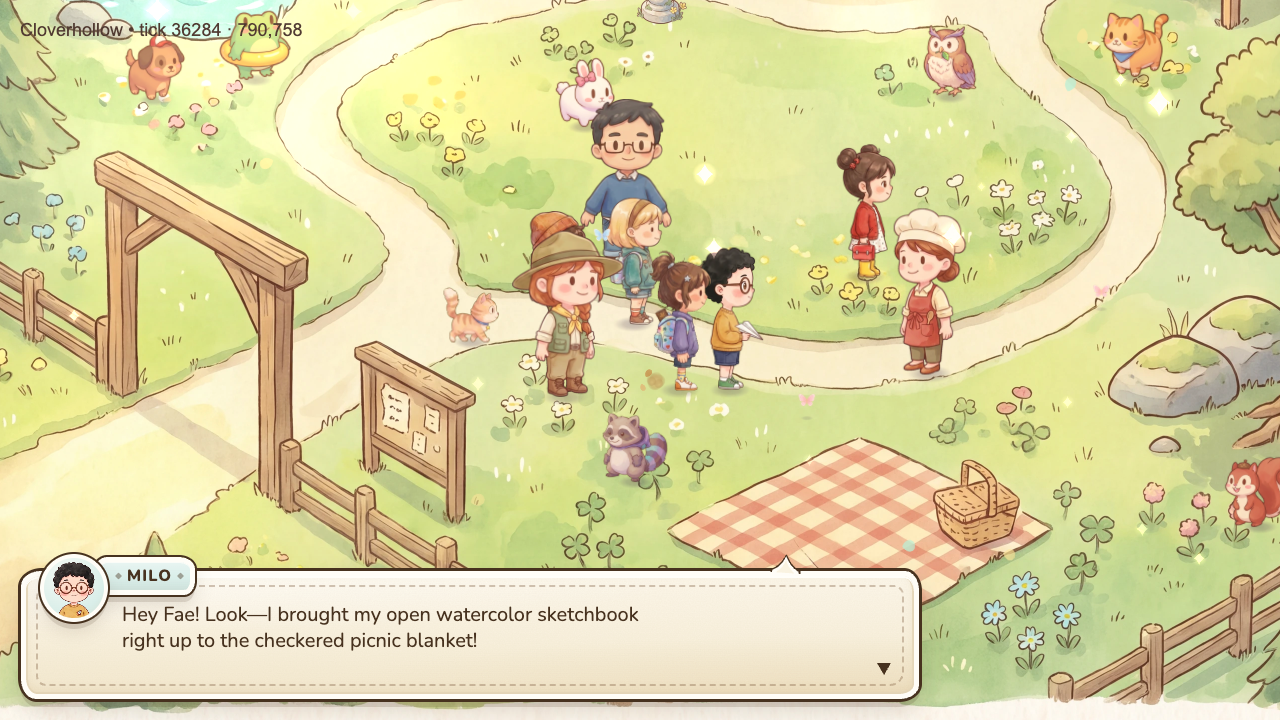 Cloverhollow • tick 36284 · 790,758
MILO
Hey Fae! Look—I brought my open watercolor sketchbook
right up to the checkered picnic blanket!